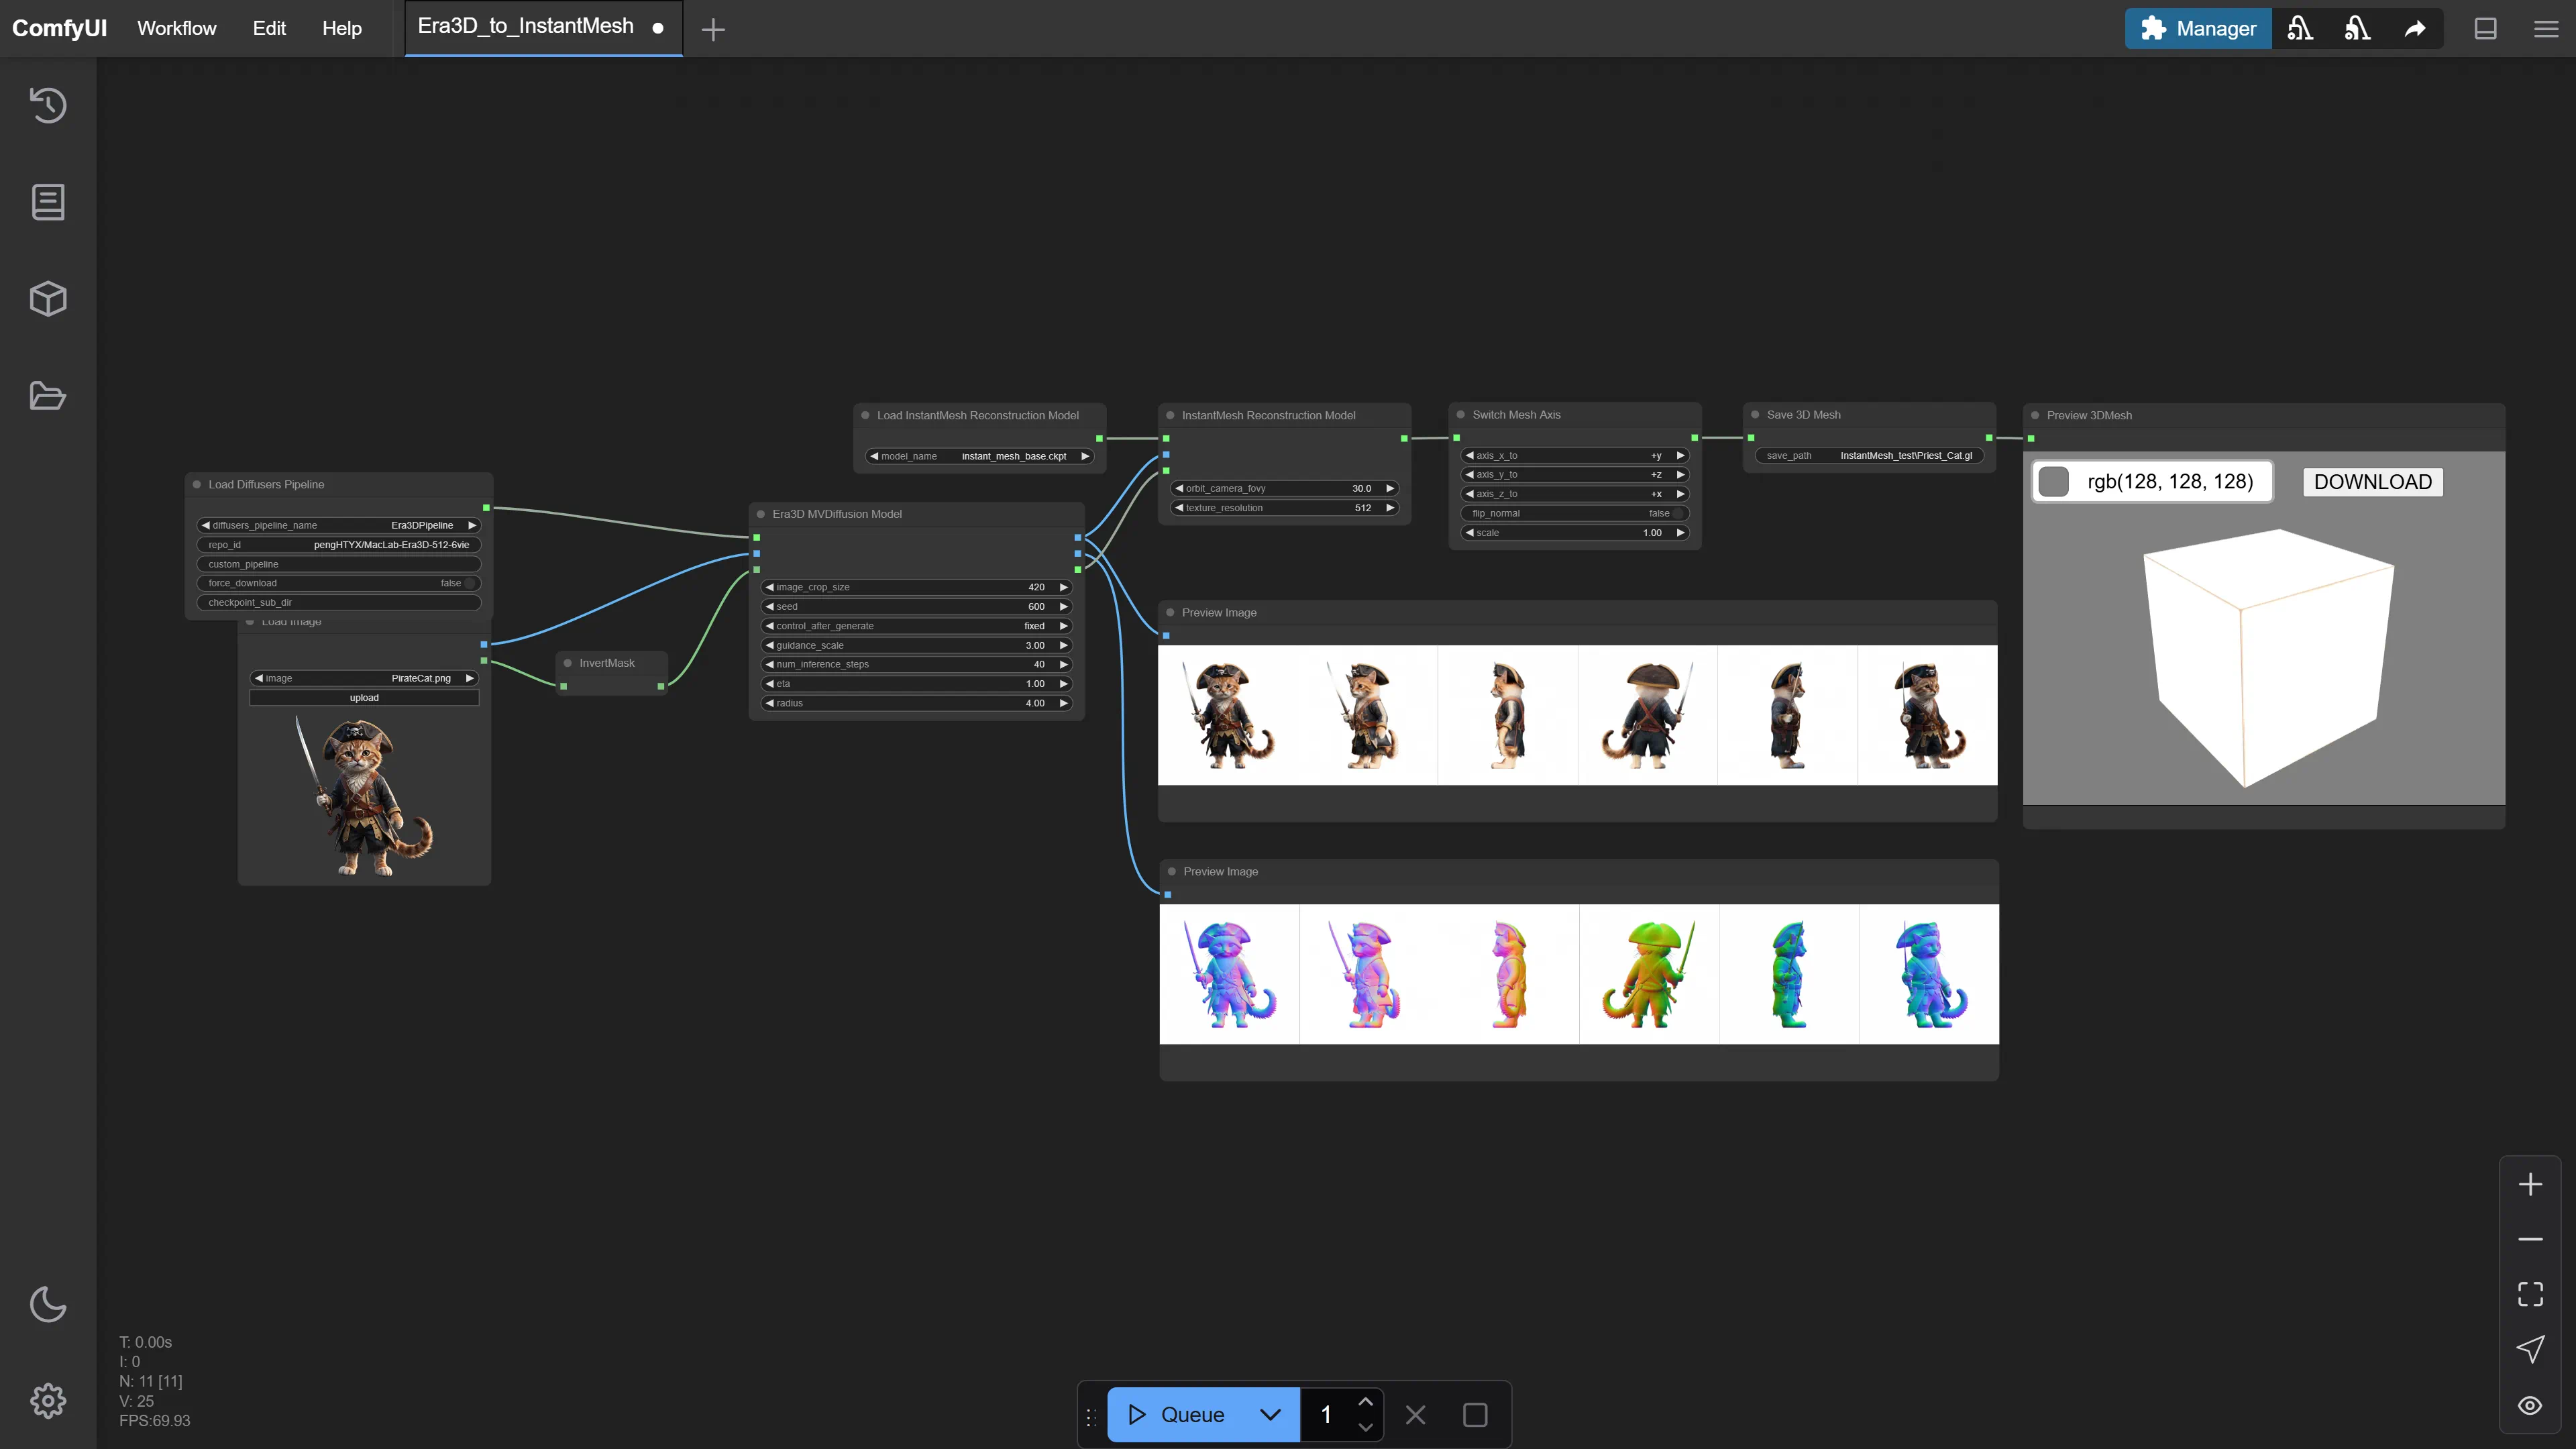 ComfyUI Workflow Edit Help Era3D_to_InstantMesh
Manager
Load Diffusers Pipeline
diffusers_pipeline_name Era3DPipeline
repo_id pengHTYX/MacLab-Era3D-512-6vie
custom_pipeline
force_download false
checkpoint_sub_dir
Load Image
image PirateCat.png
upload
InvertMask
Era3D MVDiffusion Model
image_crop_size 420
seed 600
control_after_generate fixed
guidance_scale 3.00
num_inference_steps 40
eta 1.00
radius 4.00
Load InstantMesh Reconstruction Model
model_name instant_mesh_base.ckpt
InstantMesh Reconstruction Model
orbit_camera_fovy 30.0
texture_resolution 512
Switch Mesh Axis
axis_x_to +y
axis_y_to +z
axis_z_to +x
flip_normal false
scale 1.00
Save 3D Mesh
save_path InstantMesh_test\Priest_Cat.gl
Preview 3DMesh
rgb(128, 128, 128) DOWNLOAD
Preview Image
Preview Image
T: 0.00s
I: 0
N: 11 [11]
V: 25
FPS:69.93
Queue 1